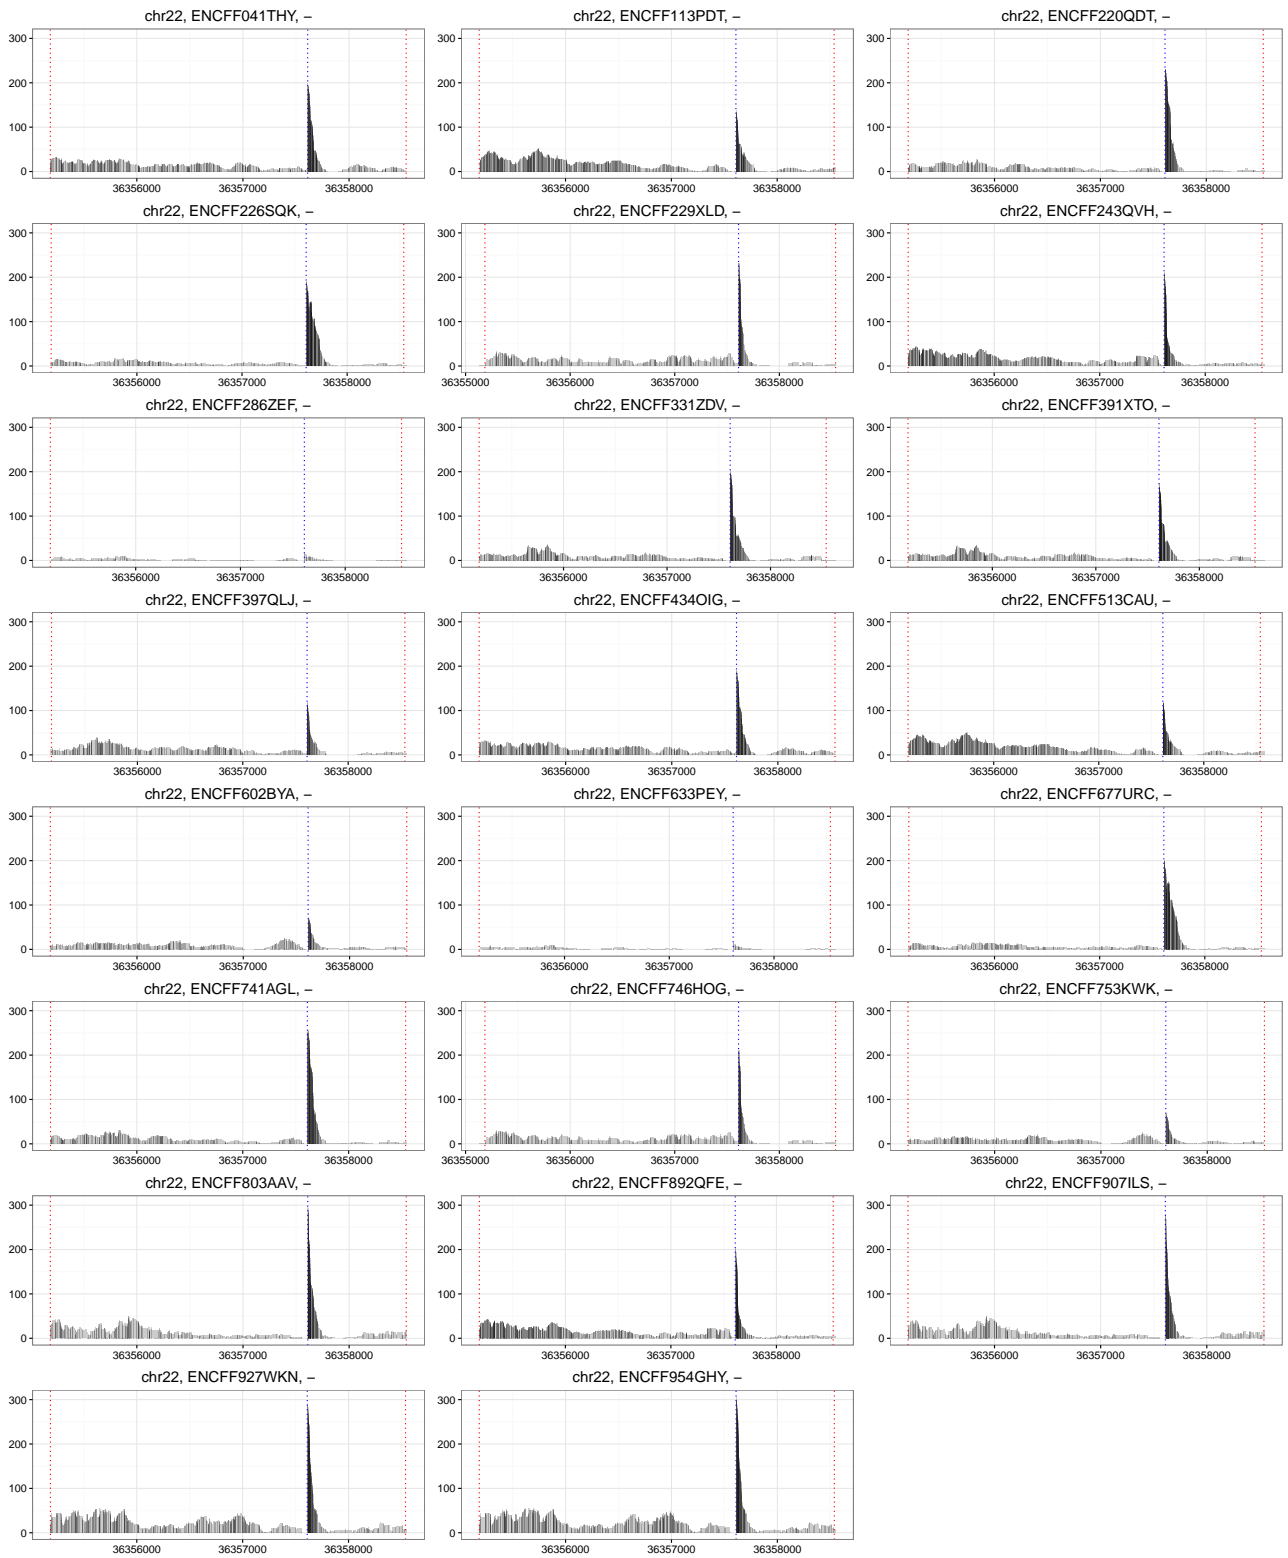 chr22, ENCFF041THY, − chr22, ENCFF113PDT, − chr22, ENCFF220QDT, −
300 300 300
200 200 200
100 100 100
0 0 0
36356000 36357000 36358000 36356000 36357000 36358000 36356000 36357000 36358000
chr22, ENCFF226SQK, − chr22, ENCFF229XLD, − chr22, ENCFF243QVH, −
300 300 300
200 200 200
100 100 100
0 0 0
36356000 36357000 36358000 36355000 36356000 36357000 36358000 36356000 36357000 36358000
chr22, ENCFF286ZEF, − chr22, ENCFF331ZDV, − chr22, ENCFF391XTO, −
300 300 300
200 200 200
100 100 100
0 0 0
36356000 36357000 36358000 36356000 36357000 36358000 36356000 36357000 36358000
chr22, ENCFF397QLJ, − chr22, ENCFF434OIG, − chr22, ENCFF513CAU, −
300 300 300
200 200 200
100 100 100
0 0 0
36356000 36357000 36358000 36356000 36357000 36358000 36356000 36357000 36358000
chr22, ENCFF602BYA, − chr22, ENCFF633PEY, − chr22, ENCFF677URC, −
300 300 300
200 200 200
100 100 100
0 0 0
36356000 36357000 36358000 36356000 36357000 36358000 36356000 36357000 36358000
chr22, ENCFF741AGL, − chr22, ENCFF746HOG, − chr22, ENCFF753KWK, −
300 300 300
200 200 200
100 100 100
0 0 0
36356000 36357000 36358000 36355000 36356000 36357000 36358000 36356000 36357000 36358000
chr22, ENCFF803AAV, − chr22, ENCFF892QFE, − chr22, ENCFF907ILS, −
300 300 300
200 200 200
100 100 100
0 0 0
36356000 36357000 36358000 36356000 36357000 36358000 36356000 36357000 36358000
chr22, ENCFF927WKN, − chr22, ENCFF954GHY, −
300 300
200 200
100 100
0 0
36356000 36357000 36358000 36356000 36357000 36358000